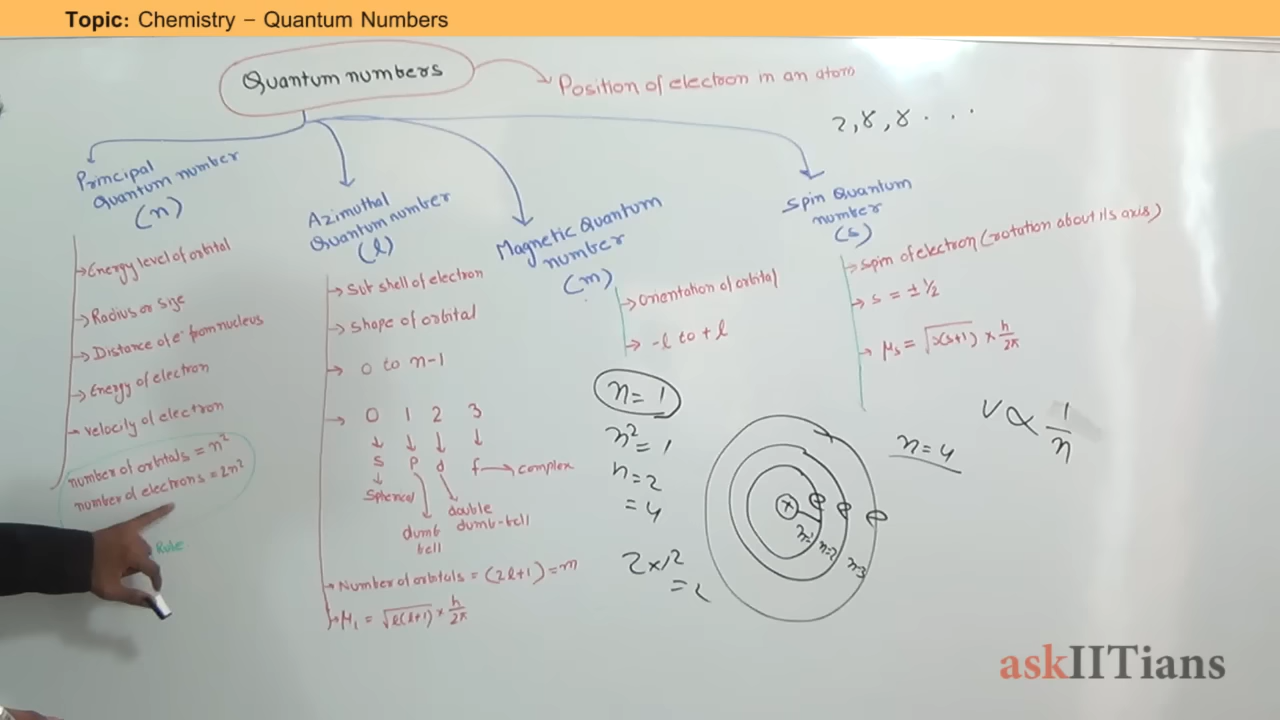 Topic: Chemistry – Quantum Numbers
Quantum numbers
Position of electron in an atom
2, 8, 8 . . .
Principal
Quantum number
(n)
Energy level of orbital
Radius or size
Distance of e⁻ from nucleus
Energy of electron
velocity of electron
number of orbitals = n²
number of electrons = 2n²
Rule
Azimuthal
Quantum number
(l)
Sub shell of electron
Shape of orbital
0 to n-1
0 1 2 3
s p d f → complex
Spherical
dumb bell
double dumb-bell
Number of orbitals = (2l+1) = m
μ₁ = √l(l+1) × h/2π
Magnetic Quantum
number
(m)
Orientation of orbital
-l to + l
n = 1
n² = 1
n = 2
= 4
2×1²
= 2
n=1
n=2
n=3
Spin Quantum
number
(s)
Spin of electron (rotation about its axis)
s = ± 1/2
μs = √s(s+1) × h/2π
n = 4
v ∝ 1/n
askIITians